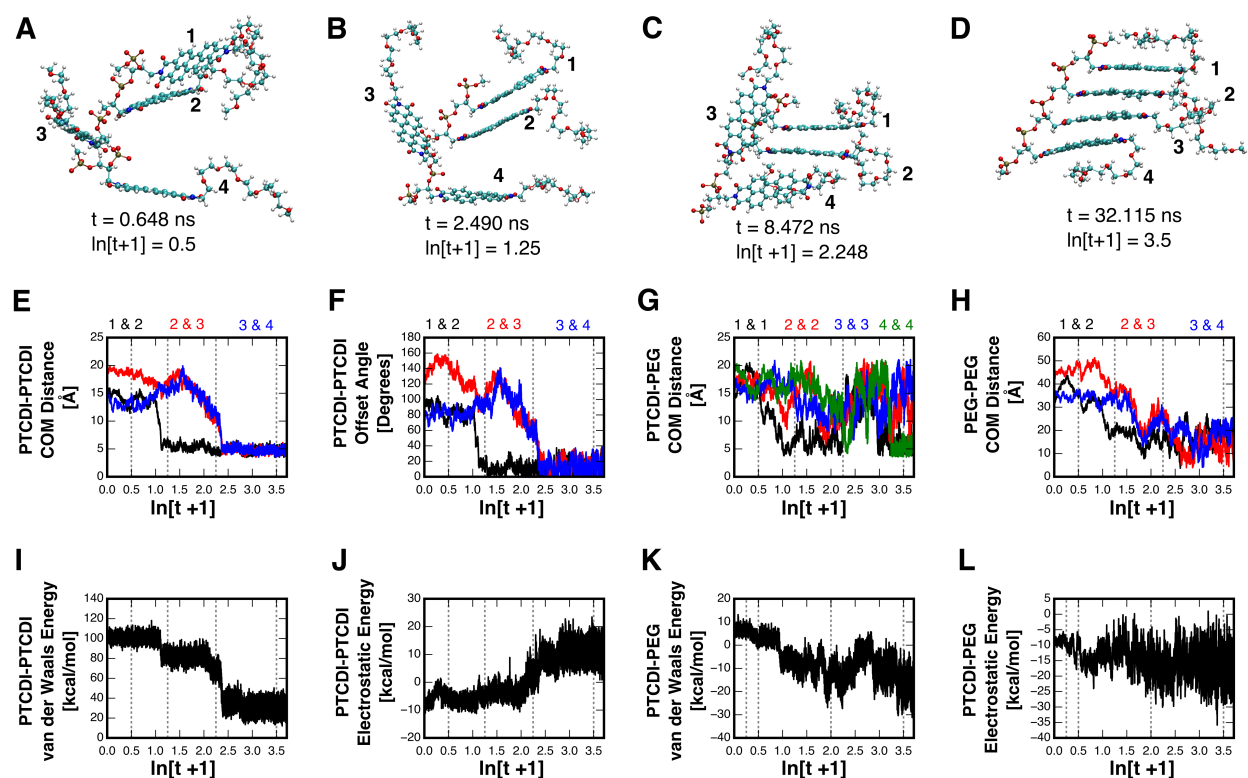 A
B
C
D
1
2
3
4
1
2
3
4
1
2
3
4
1
2
3
4
t = 0.648 ns
ln[t+1] = 0.5
t = 2.490 ns
ln[t+1] = 1.25
t = 8.472 ns
ln[t +1] = 2.248
t = 32.115 ns
ln[t+1] = 3.5
E
1 & 2 2 & 3 3 & 4
PTCDI-PTCDI
COM Distance
[Å]
25
20
15
10
5
0
0.0 0.5 1.0 1.5 2.0 2.5 3.0 3.5
ln[t +1]
F
1 & 2 2 & 3 3 & 4
PTCDI-PTCDI
Offset Angle
[Degrees]
180
160
140
120
100
80
60
40
20
0
0.0 0.5 1.0 1.5 2.0 2.5 3.0 3.5
ln[t +1]
G
1 & 1 2 & 2 3 & 3 4 & 4
PTCDI-PEG
COM Distance
[Å]
25
20
15
10
5
0
0.0 0.5 1.0 1.5 2.0 2.5 3.0 3.5
ln[t +1]
H
1 & 2 2 & 3 3 & 4
PEG-PEG
COM Distance
[Å]
60
50
40
30
20
10
0
0.0 0.5 1.0 1.5 2.0 2.5 3.0 3.5
ln[t +1]
I
PTCDI-PTCDI
van der Waals Energy
[kcal/mol]
140
120
100
80
60
40
20
0
0.0 0.5 1.0 1.5 2.0 2.5 3.0 3.5
ln[t +1]
J
PTCDI-PTCDI
Electrostatic Energy
[kcal/mol]
30
20
10
0
−10
−20
0.0 0.5 1.0 1.5 2.0 2.5 3.0 3.5
ln[t +1]
K
PTCDI-PEG
van der Waals Energy
[kcal/mol]
20
10
0
−10
−20
−30
−40
0.0 0.5 1.0 1.5 2.0 2.5 3.0 3.5
ln[t +1]
L
PTCDI-PEG
Electrostatic Energy
[kcal/mol]
5
0
−5
−10
−15
−20
−25
−30
−35
−40
0.0 0.5 1.0 1.5 2.0 2.5 3.0 3.5
ln[t +1]